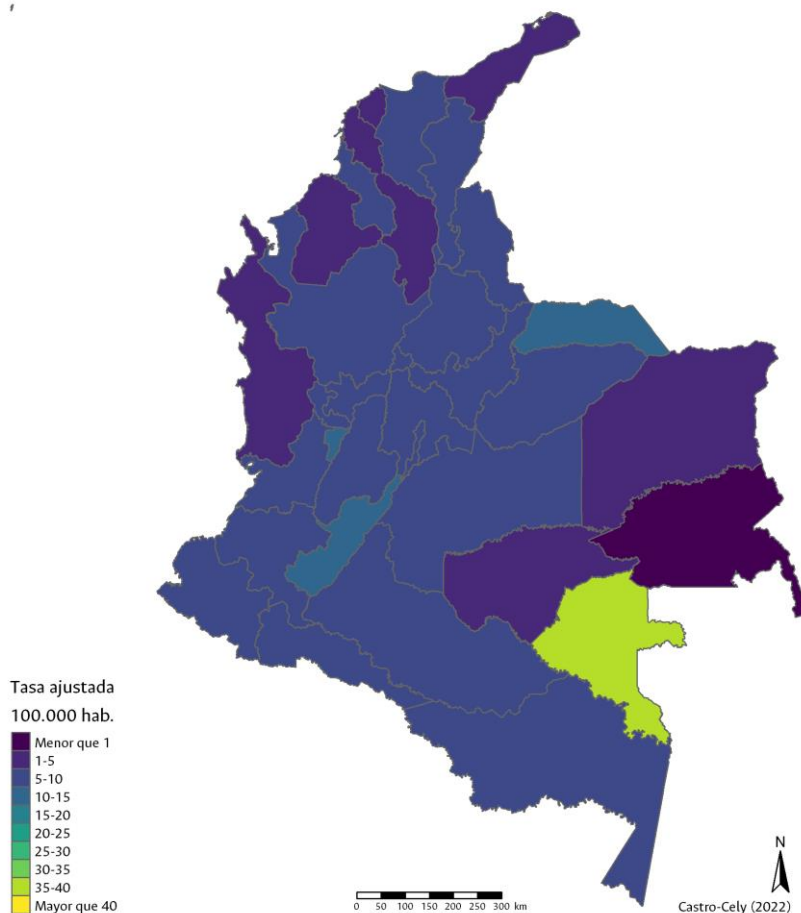 Tasa ajustada
100.000 hab.
Menor que 1
1-5
5-10
10-15
15-20
20-25
25-30
30-35
35-40
Mayor que 40
0 50 100 150 200 250 300 km
N
Castro-Cely (2022)